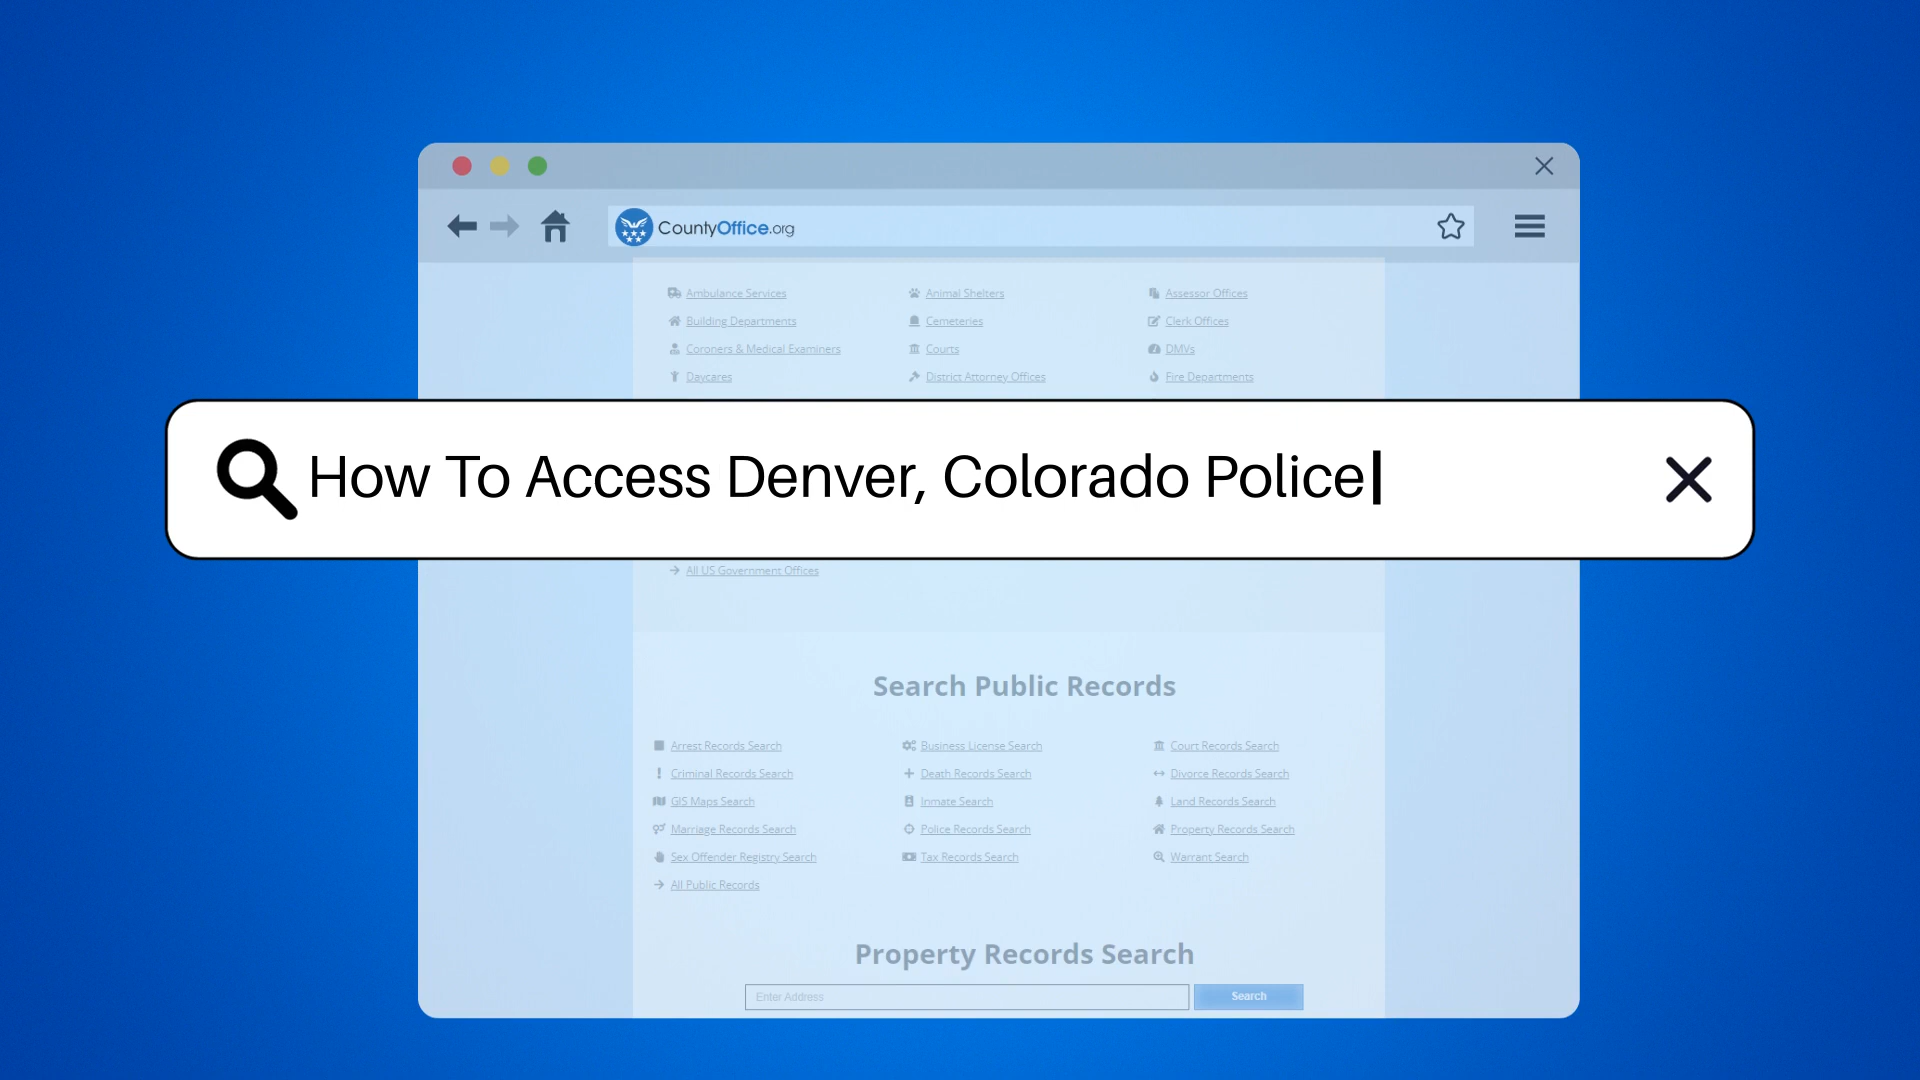 CountyOffice.org
Ambulance Services Animal Shelters Assessor Offices
Building Departments Cemeteries Clerk Offices
Coroners & Medical Examiners Courts DMVs
Daycares District Attorney Offices Fire Departments
How To Access Denver, Colorado Police
All US Government Offices
Search Public Records
Arrest Records Search Business License Search Court Records Search
Criminal Records Search Death Records Search Divorce Records Search
GIS Maps Search Inmate Search Land Records Search
Marriage Records Search Police Records Search Property Records Search
Sex Offender Registry Search Tax Records Search Warrant Search
All Public Records
Property Records Search
Enter Address Search